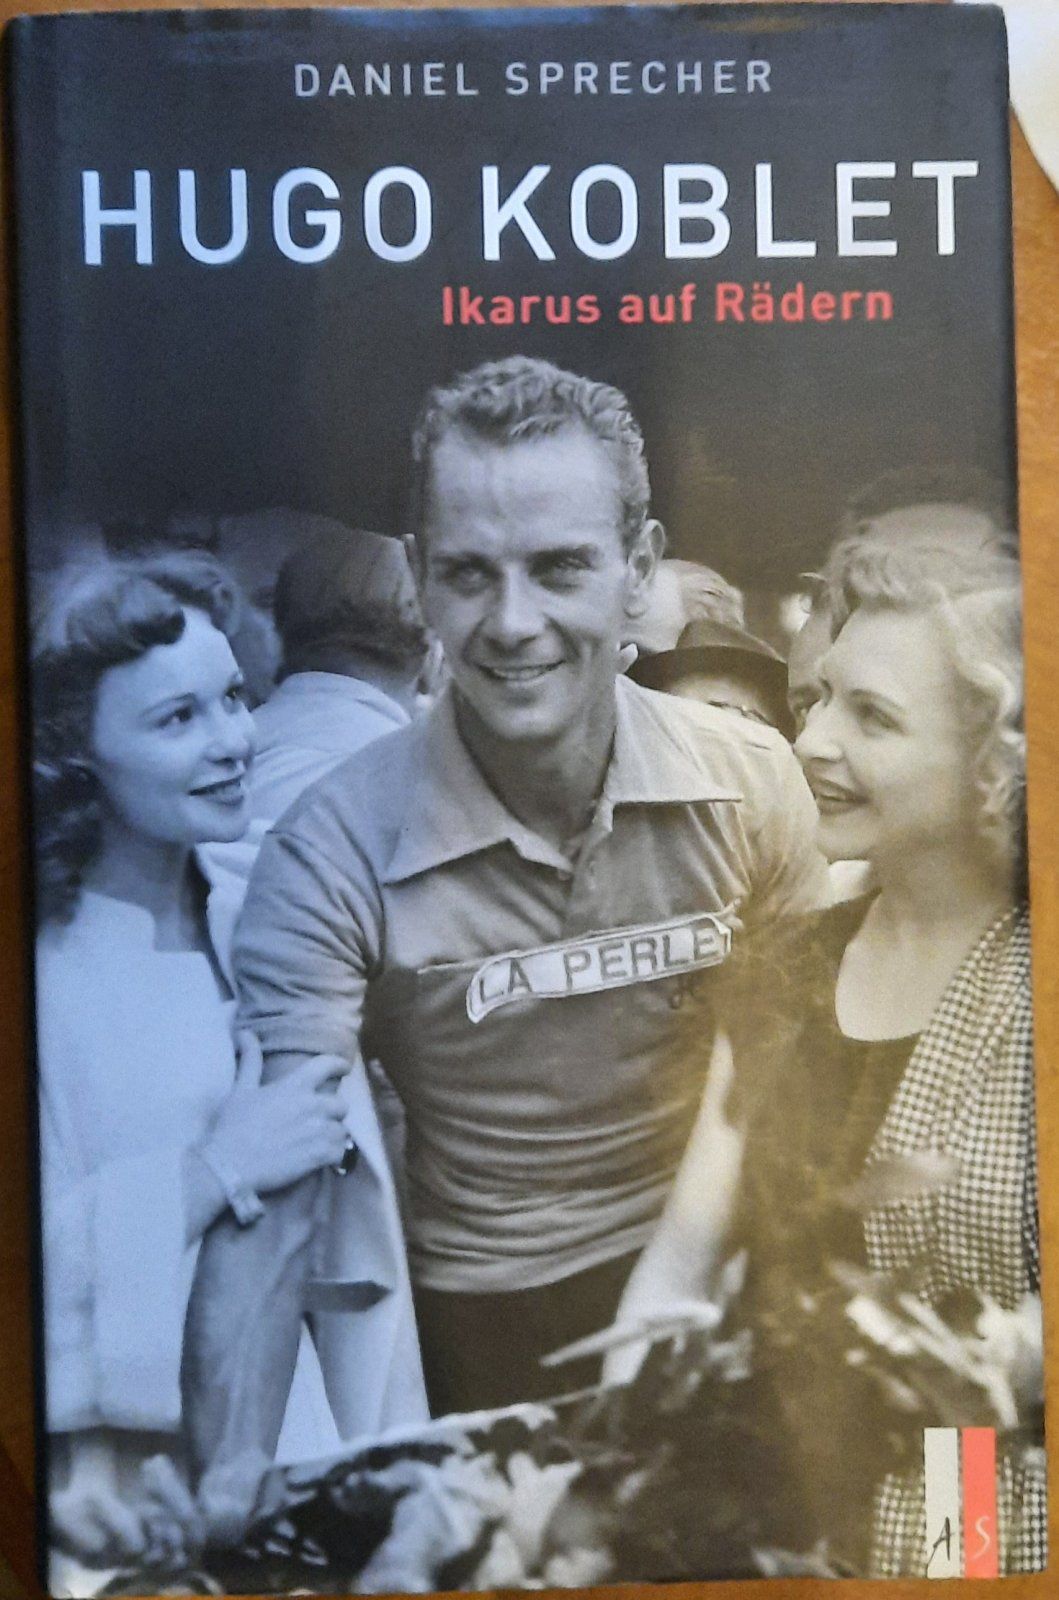 DANIEL SPRECHER
HUGO KOBLET
Ikarus auf Rädern
LA PERLE
AS